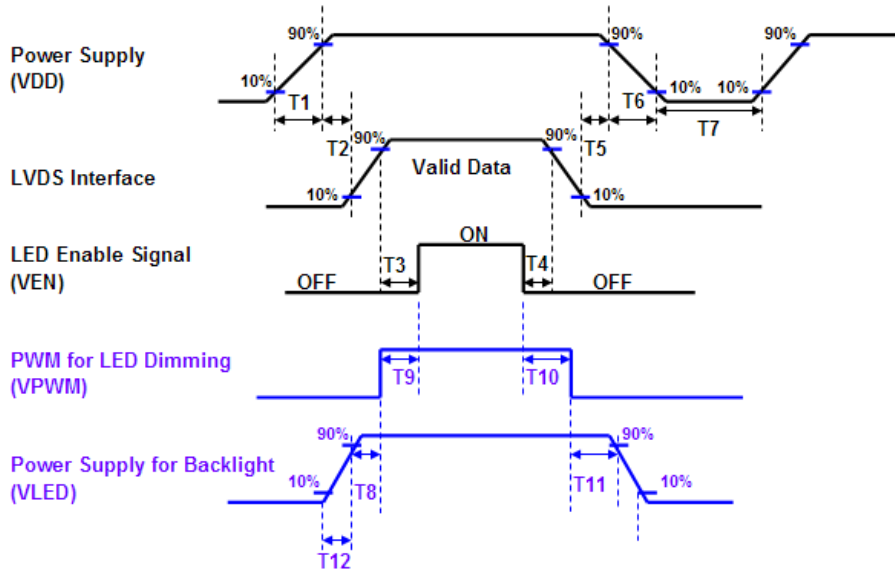 Power Supply
(VDD)
90%
90%
90%
10%
10%
10%
T1
T2
T5
T6
T7
LVDS Interface
90%
Valid Data
90%
10%
10%
LED Enable Signal
(VEN)
OFF
T3
ON
T4
OFF
PWM for LED Dimming
(VPWM)
T9
T10
Power Supply for Backlight
(VLED)
90%
90%
10%
10%
T8
T11
T12